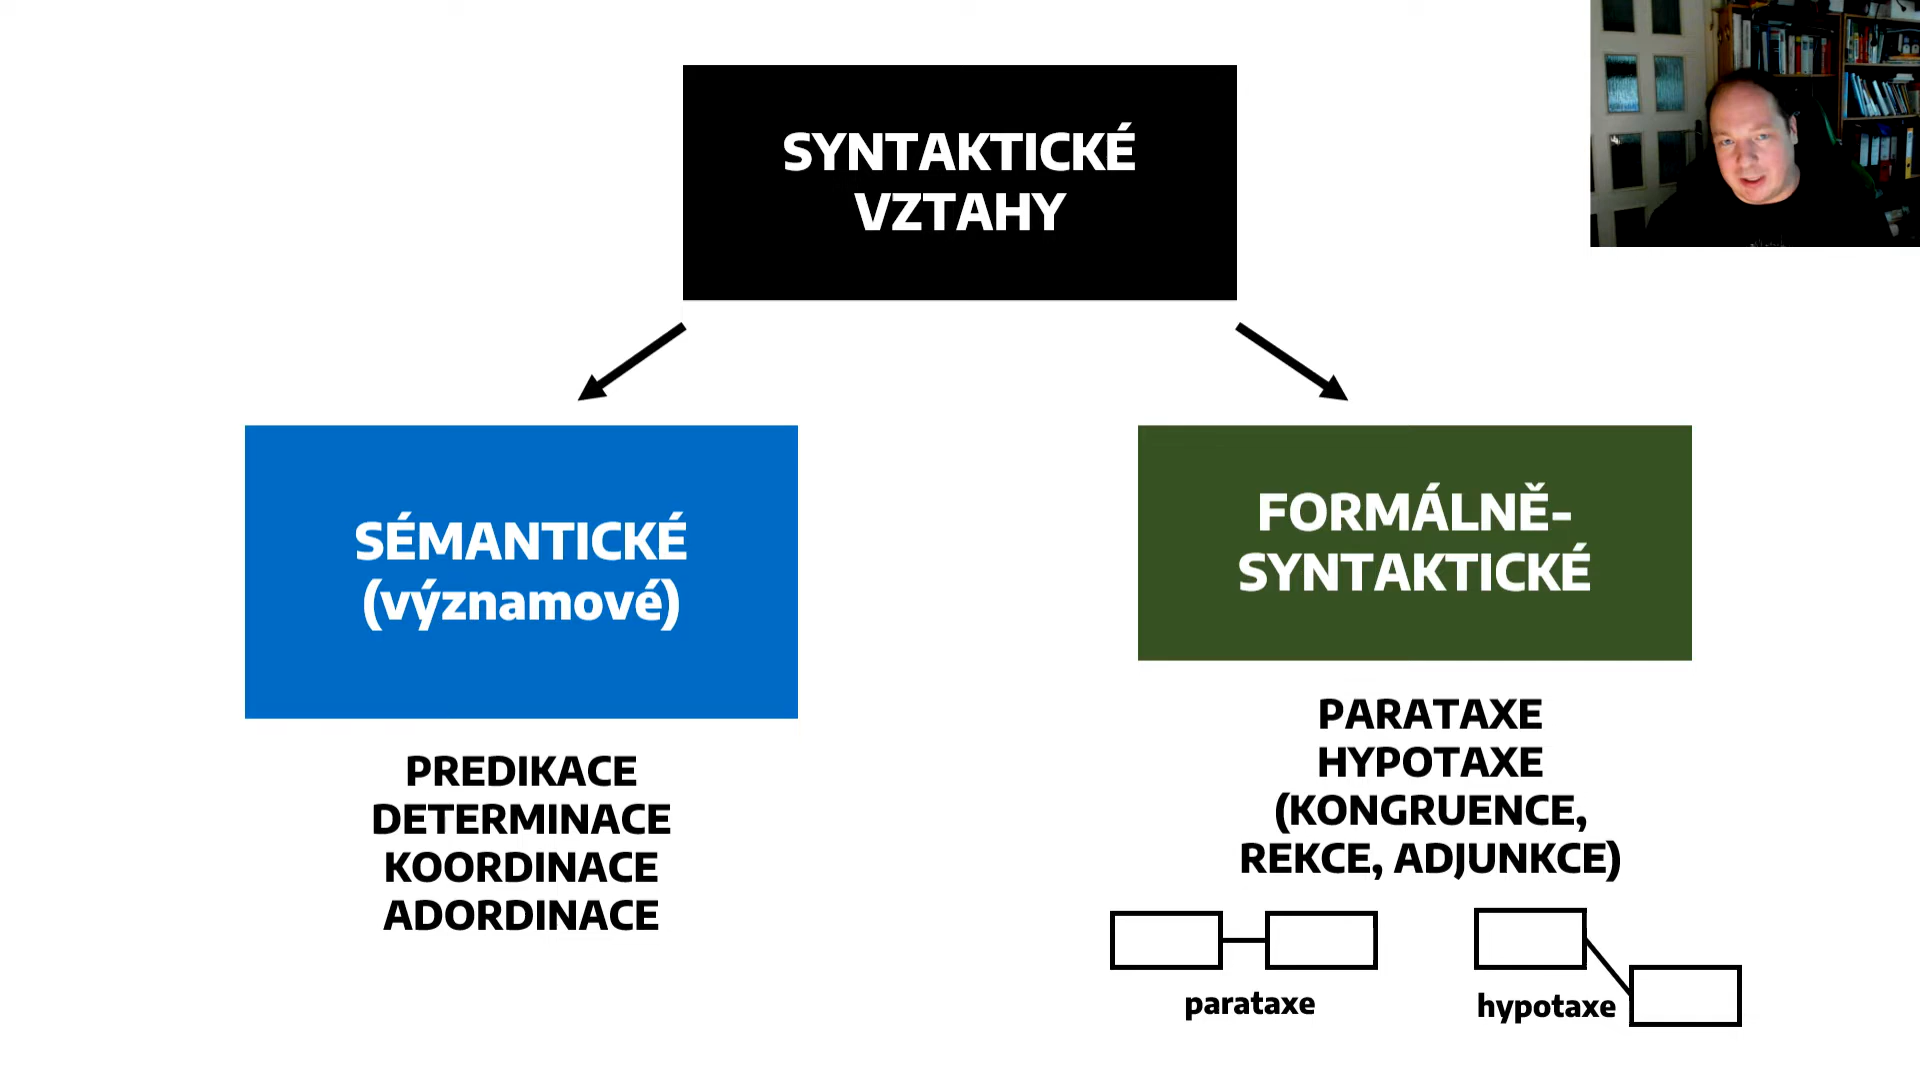 SYNTAKTICKÉ
VZTAHY
SÉMANTICKÉ
(významové)
PREDIKACE
DETERMINACE
KOORDINACE
ADORDINACE
FORMÁLNĚ-
SYNTAKTICKÉ
PARATAXE
HYPOTAXE
(KONGRUENCE,
REKCE, ADJUNKCE)
parataxe
hypotaxe